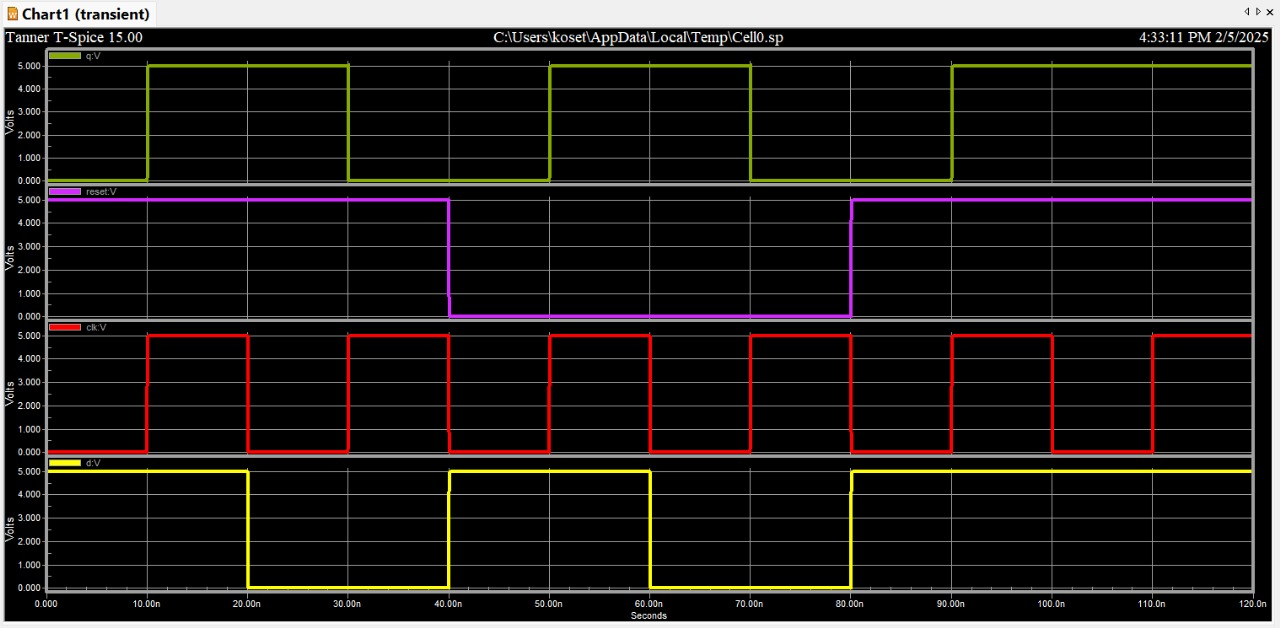 Chart1 (transient)
Tanner T-Spice 15.00 C:\Users\koset\AppData\Local\Temp\Cell0.sp 4:33:11 PM 2/5/2025
q:V
5.000
4.000
3.000
Volts
2.000
1.000
0.000
reset:V
5.000
4.000
3.000
Volts
2.000
1.000
0.000
clk:V
5.000
4.000
3.000
Volts
2.000
1.000
0.000
d:V
5.000
4.000
3.000
Volts
2.000
1.000
0.000
0.000 10.00n 20.00n 30.00n 40.00n 50.00n 60.00n 70.00n 80.00n 90.00n 100.0n 110.0n 120.0n
Seconds